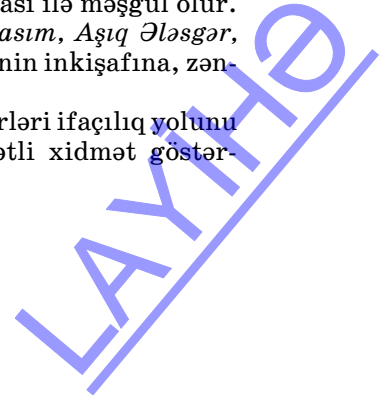 ası ilə məşğul olur.
asım, Aşıq Ələsgər,
nin inkişafına, zən-
rləri ifaçılıq yolunu
ətli xidmət göstər-
LAYİHƏ